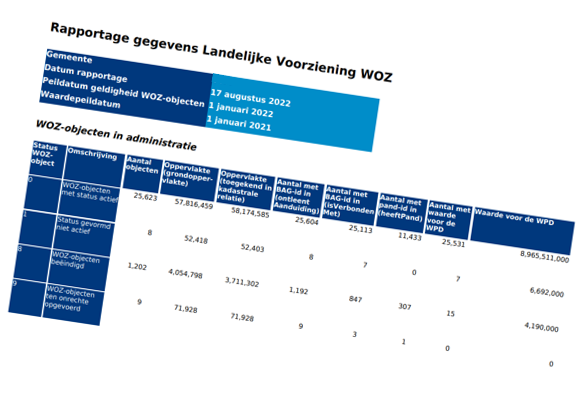 Rapportage gegevens Landelijke Voorziening WOZ
Gemeente
Datum rapportage 17 augustus 2022
Peildatum geldigheid WOZ-objecten 1 januari 2022
Waardepeildatum 1 januari 2021
WOZ-objecten in administratie
Status WOZ-object Omschrijving Aantal objecten Oppervlakte (grondopper-vlakte) Oppervlakte (toegekend in kadastrale relatie) Aantal met BAG-id in (ontleent Aanduiding) Aantal met BAG-id in (isVerbonden Met) Aantal met pand-id in (heeftPand) Aantal met waarde voor de WPD Waarde voor de WPD
0 WOZ-objecten met status actief 25,623 57,816,459 58,174,585 25,604 25,113 11,433 25,531 8,965,511,000
1 Status gevormd niet actief 8 52,418 52,403 8 7 0 7 6,692,000
8 WOZ-objecten beëindigd 1,202 4,054,798 3,711,302 1,192 847 307 15 4,190,000
9 WOZ-objecten ten onrechte opgevoerd 9 71,928 71,928 9 3 1 0 0